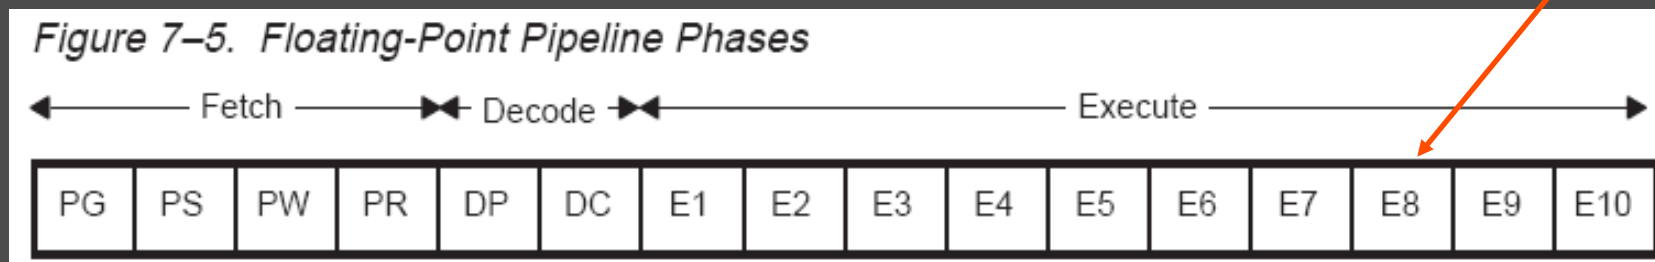 Figure 7–5. Floating-Point Pipeline Phases
Fetch Decode Execute
PG PS PW PR DP DC E1 E2 E3 E4 E5 E6 E7 E8 E9 E10